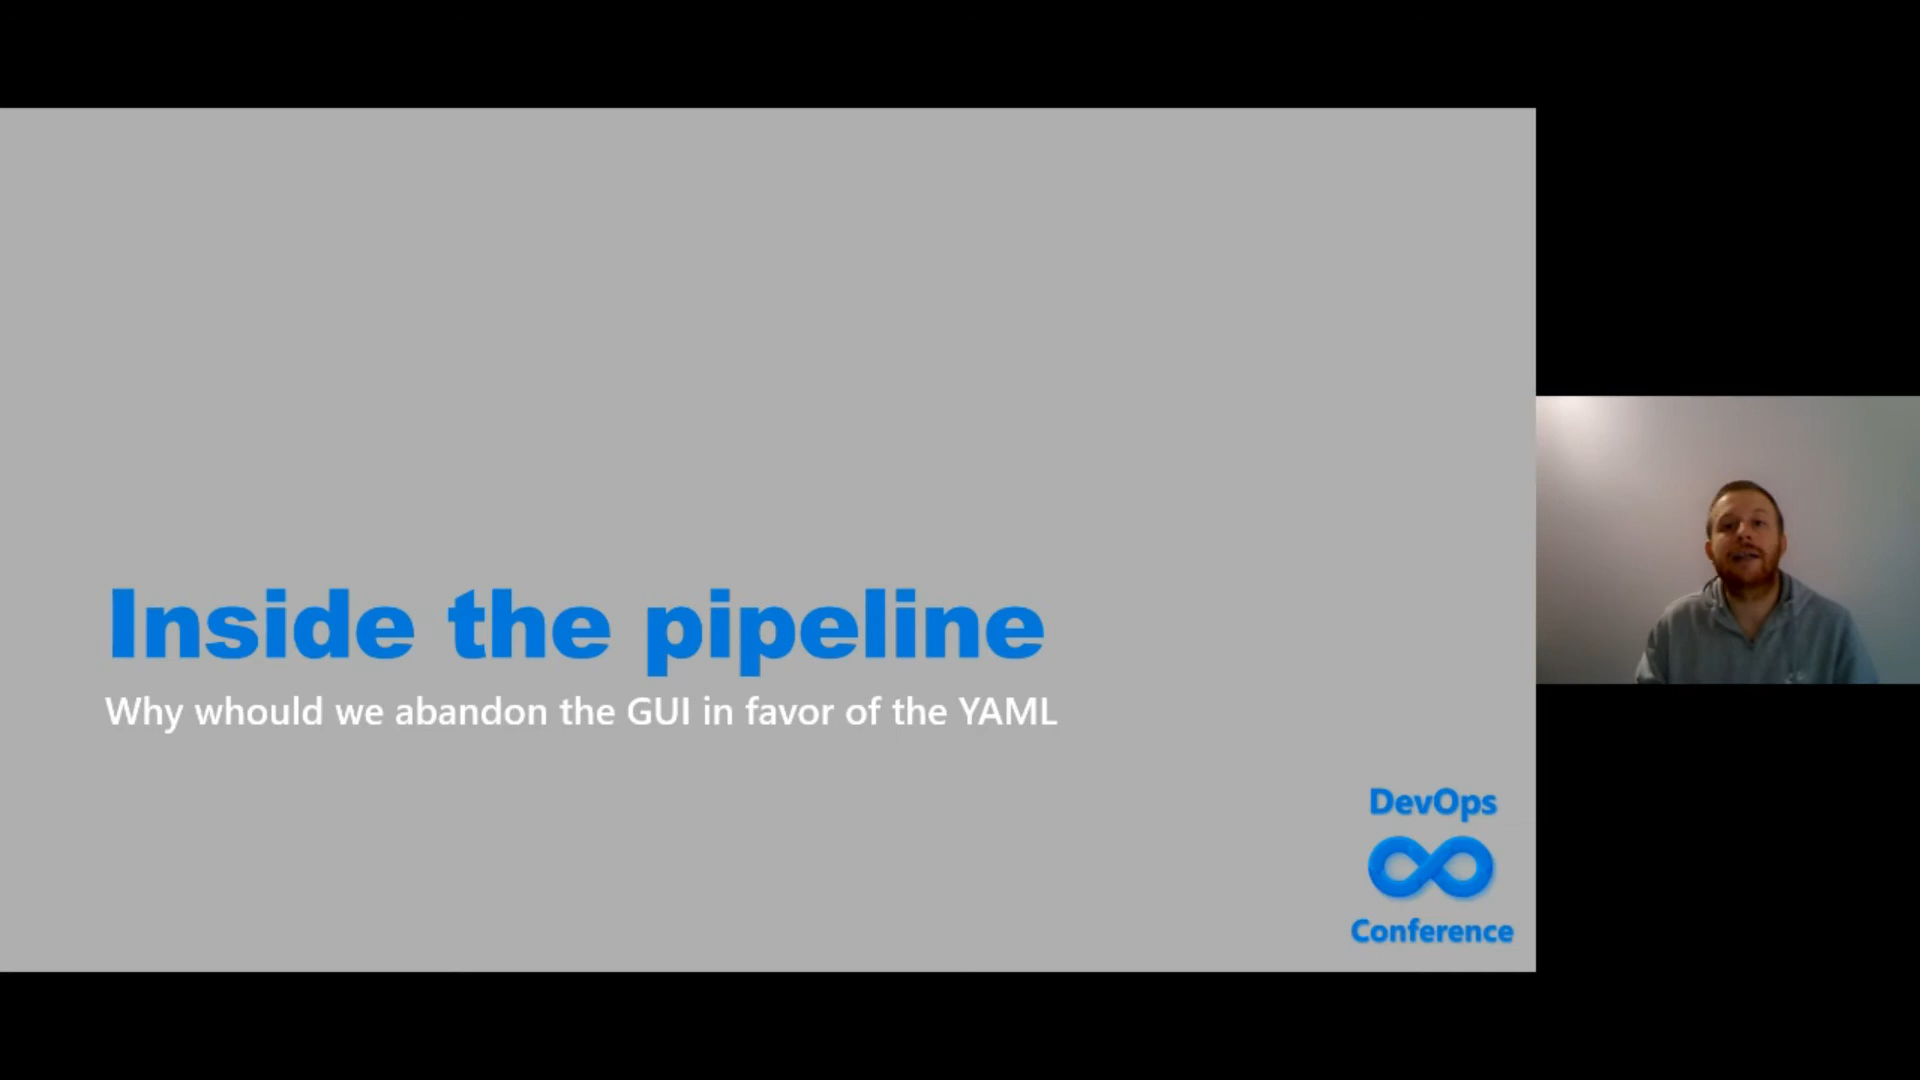 Inside the pipeline
Why whould we abandon the GUI in favor of the YAML
DevOps
Conference